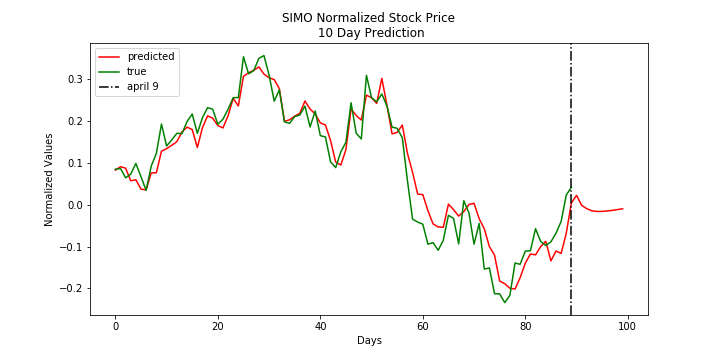 SIMO Normalized Stock Price
10 Day Prediction
predicted
true
april 9
Normalized Values
0.3
0.2
0.1
0.0
−0.1
−0.2
0
20
40
60
80
100
Days